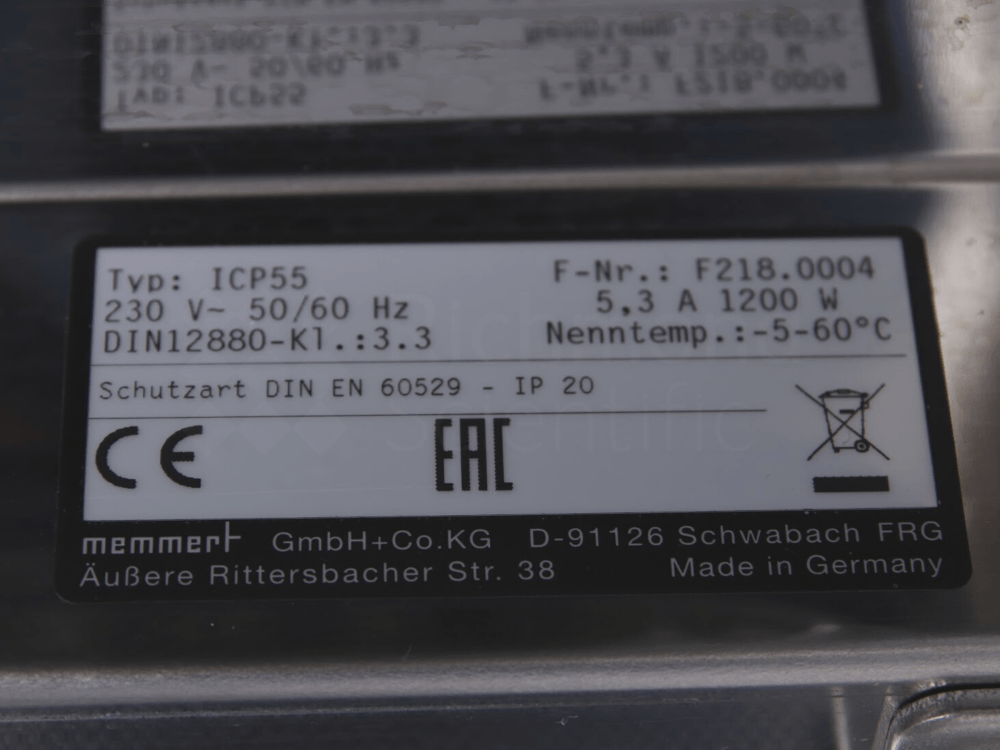 Typ: ICP55 F-Nr.: F218.0004
230 V~ 50/60 Hz 5,3 A 1200 W
DIN12880-Kl.:3.3 Nenntemp.:-5-60°C
Schutzart DIN EN 60529 - IP 20
CE EAC
memmert GmbH+Co.KG D-91126 Schwabach FRG
Äußere Rittersbacher Str. 38 Made in Germany